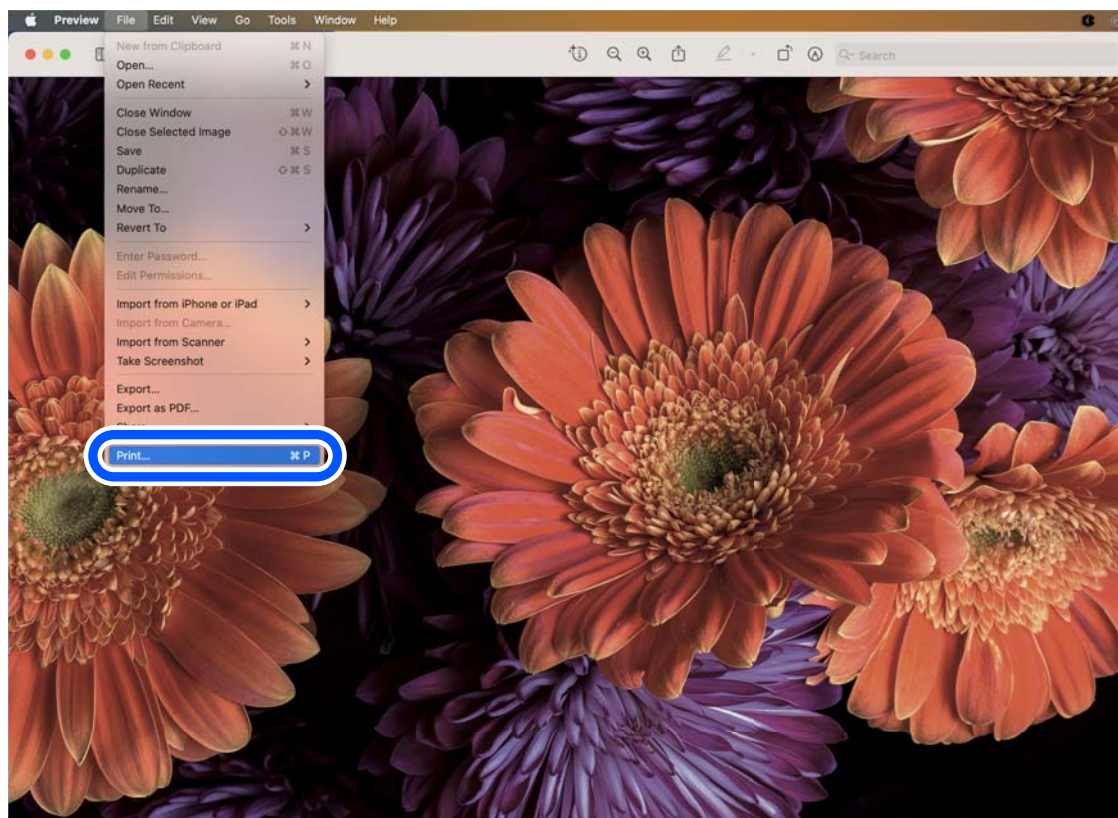 Preview File Edit View Go Tools Window Help
Search
New from Clipboard ⌘ N
Open... ⌘ O
Open Recent >
Close Window ⌘ W
Close Selected Image ⇧ ⌘ W
Save ⌘ S
Duplicate ⇧ ⌘ S
Rename...
Move To...
Revert To >
Enter Password...
Edit Permissions...
Import from iPhone or iPad >
Import from Camera...
Import from Scanner >
Take Screenshot >
Export...
Export as PDF...
Share
Print... ⌘ P